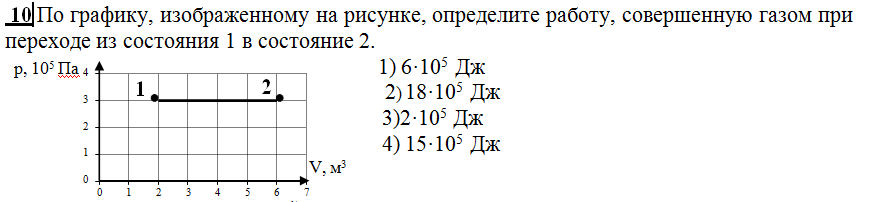 10 По графику, изображенному на рисунке, определите работу, совершенную газом при
переходе из состояния 1 в состояние 2.
p, 10⁵ Па
4
3
2
1
0
1 2
0 1 2 3 4 5 6 7
V, м³
1) 6·10⁵ Дж
2) 18·10⁵ Дж
3)2·10⁵ Дж
4) 15·10⁵ Дж